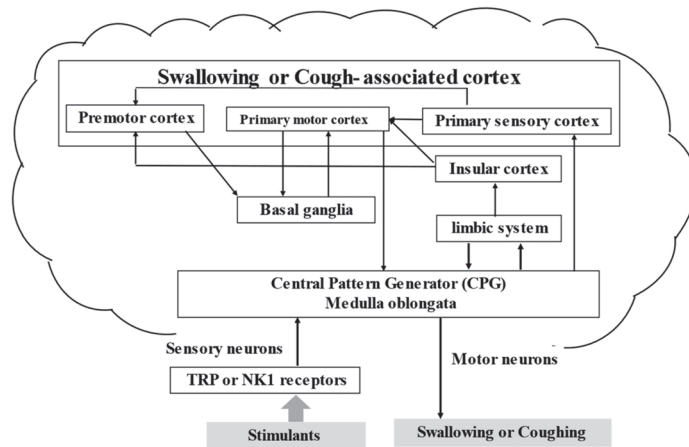 Swallowing or Cough- associated cortex
Premotor cortex
Primary motor cortex
Primary sensory cortex
Insular cortex
Basal ganglia
limbic system
Central Pattern Generator (CPG)
Medulla oblongata
Sensory neurons
Motor neurons
TRP or NK1 receptors
Stimulants
Swallowing or Coughing